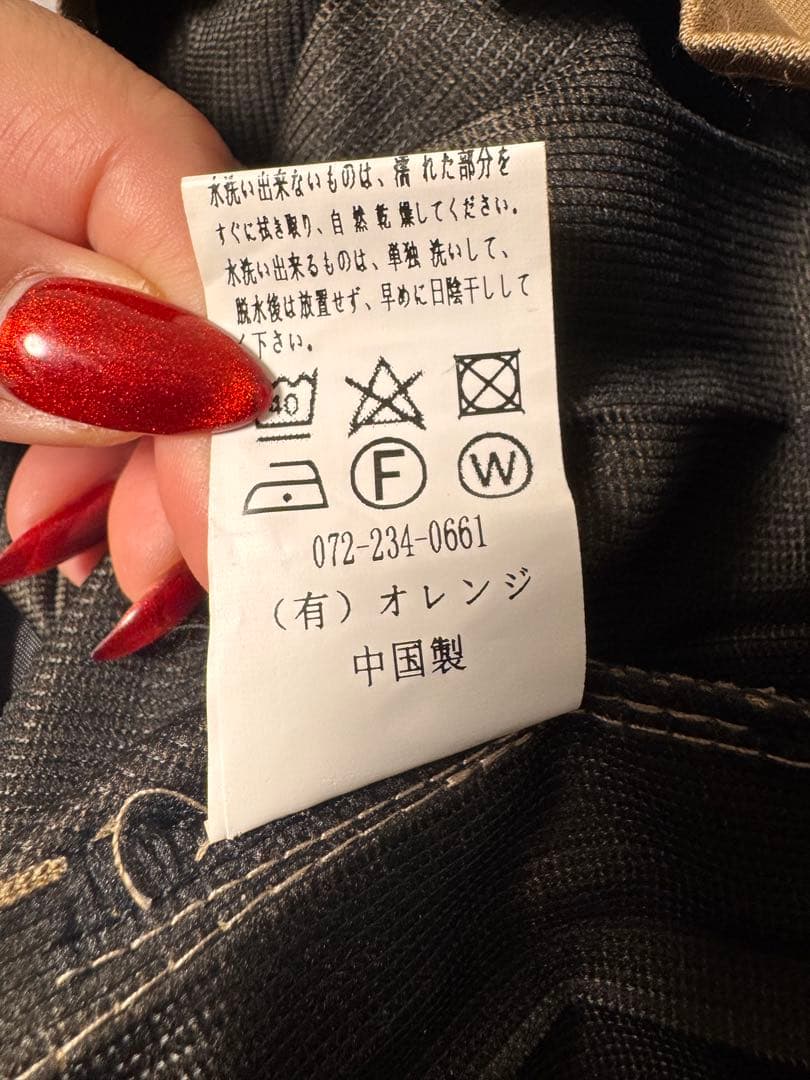 水洗い出来ないものは、濡れた部分を
すぐに拭き取り、自然乾燥してください。
水洗い出来るものは、単独洗いして、
脱水後は放置せず、早めに日陰干しして
く下さい。
40
F W
072-234-0661
(有)オレンジ
中国製